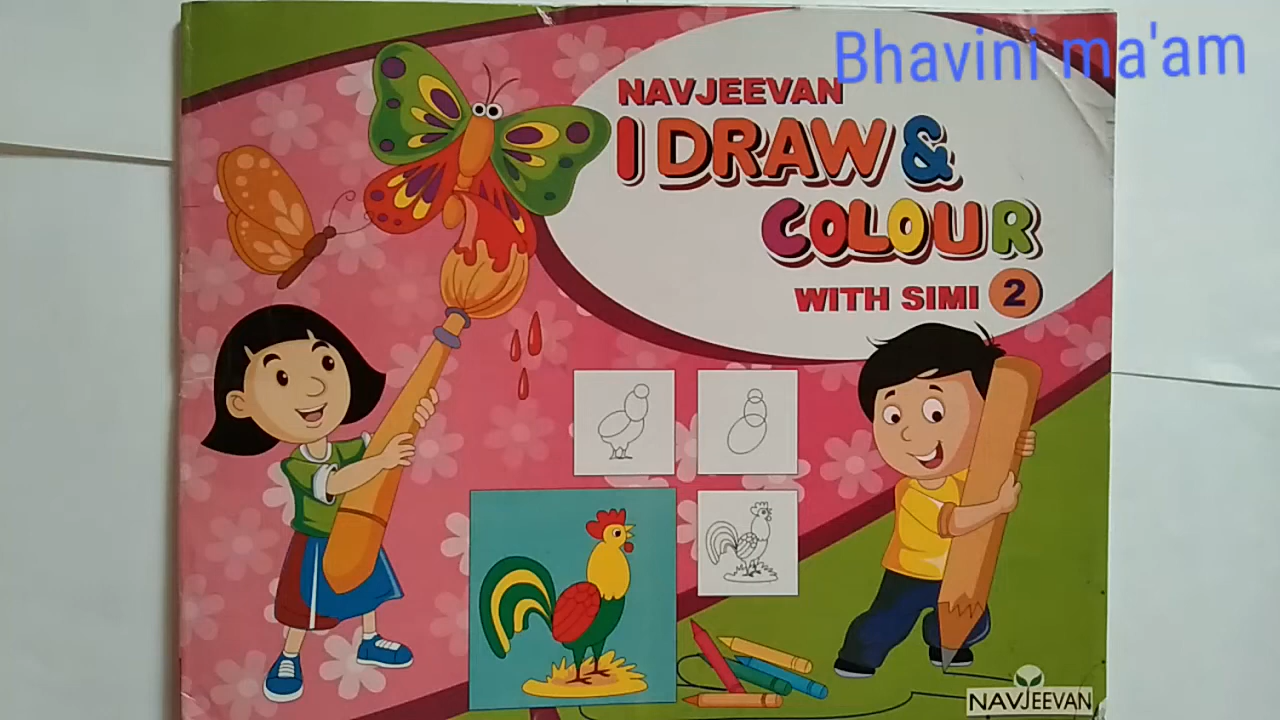 Bhavini ma'am
NAVJEEVAN
I DRAW &
COLOUR
WITH SIMI 2
NAVJEEVAN